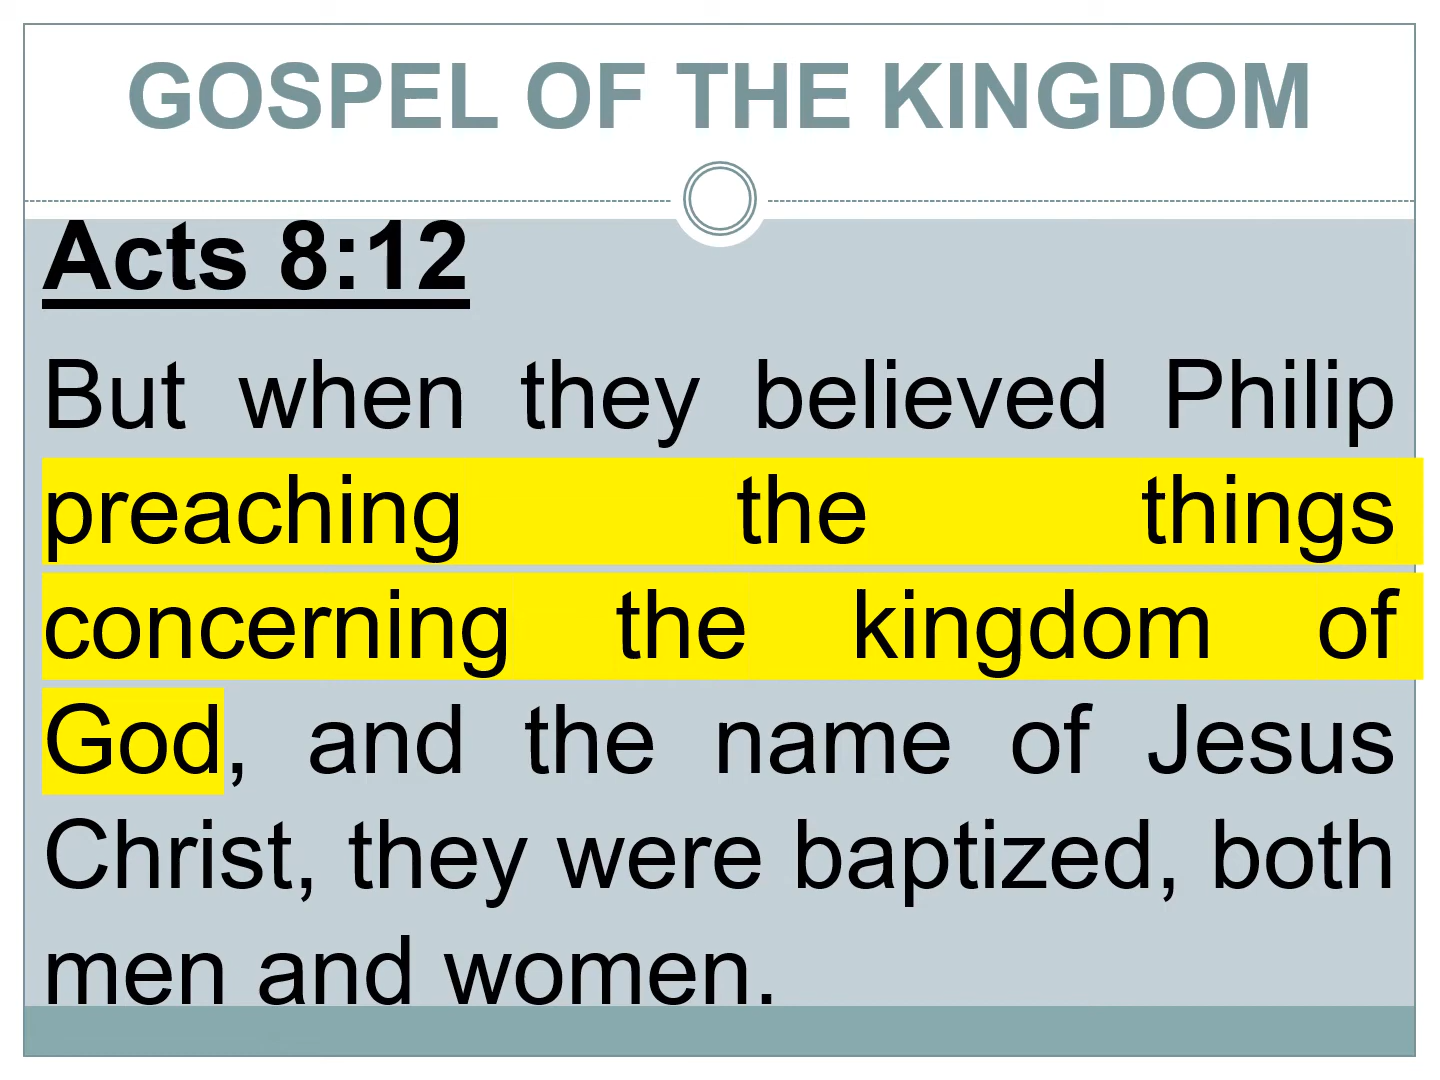 GOSPEL OF THE KINGDOM
Acts 8:12
But when they believed Philip
preaching the things
concerning the kingdom of
God, and the name of Jesus
Christ, they were baptized, both
men and women.